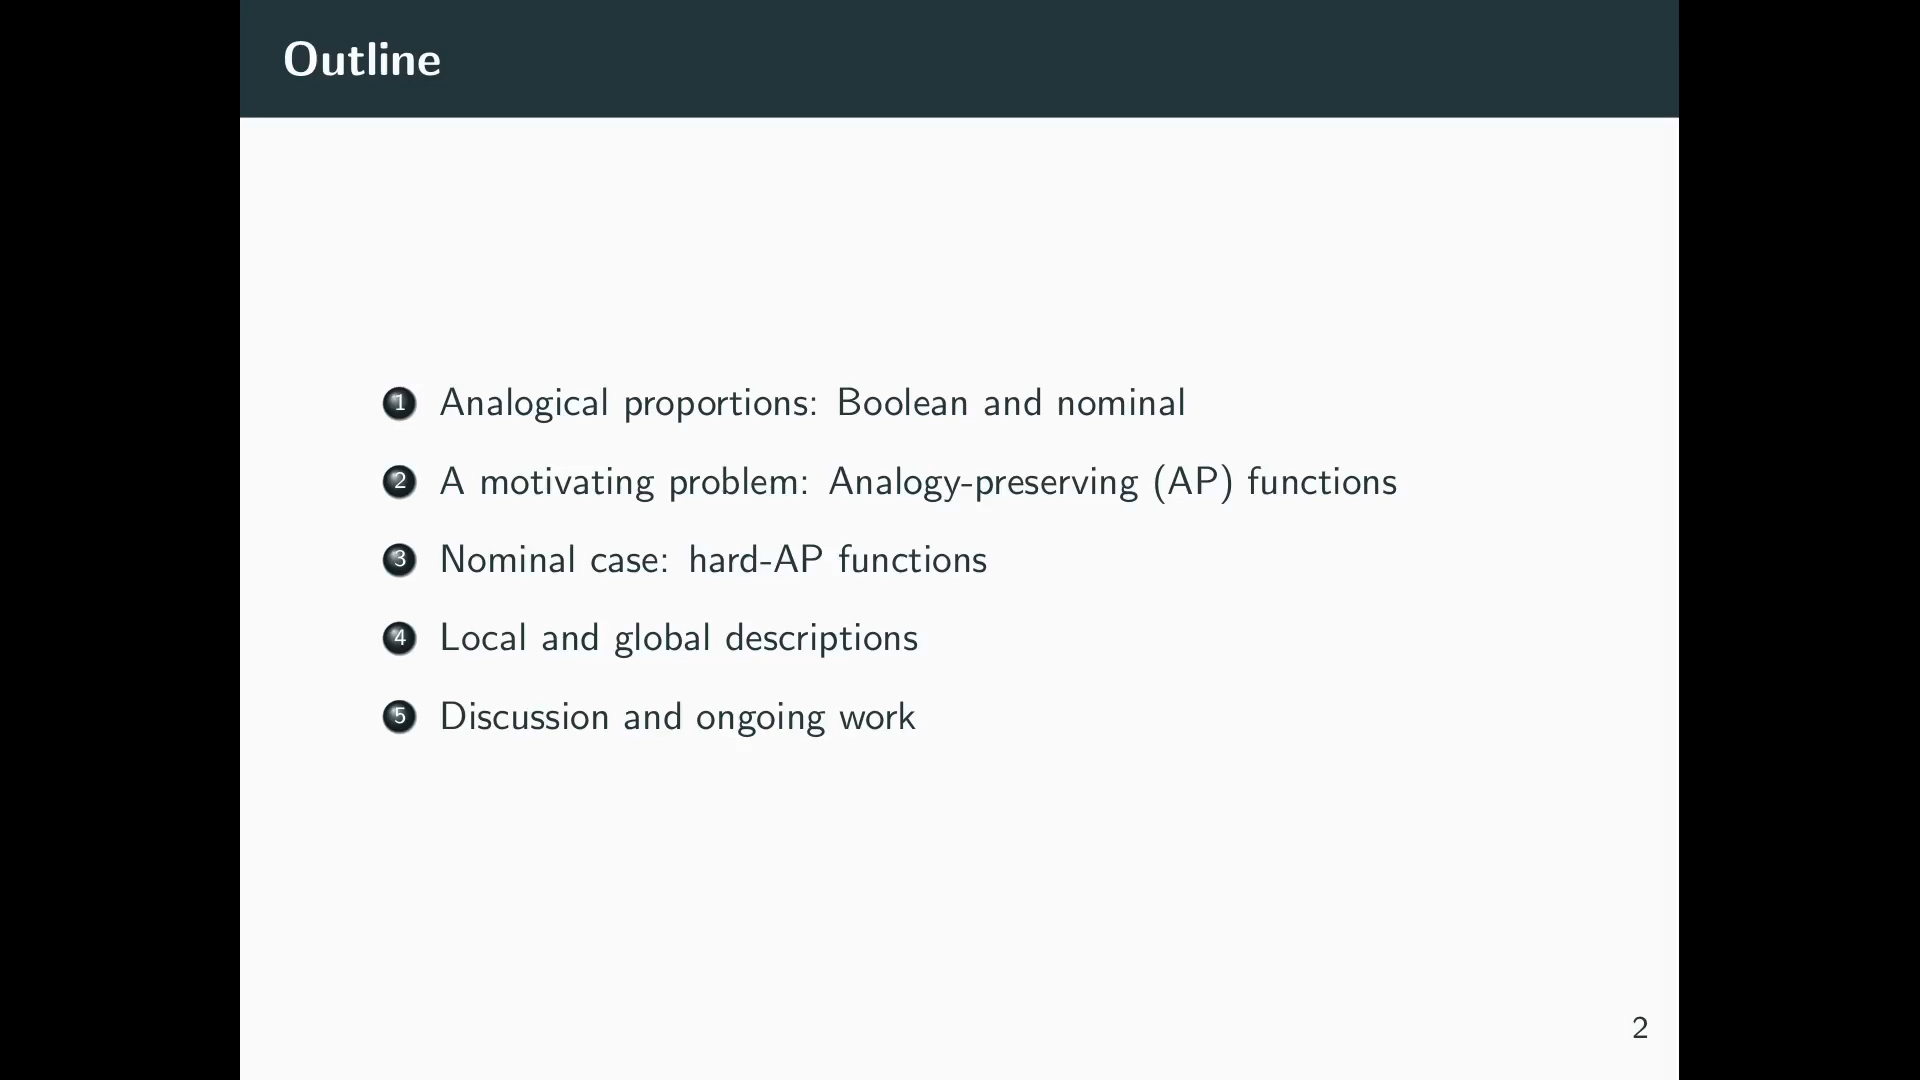 Outline
1 Analogical proportions: Boolean and nominal
2 A motivating problem: Analogy-preserving (AP) functions
3 Nominal case: hard-AP functions
4 Local and global descriptions
5 Discussion and ongoing work
2